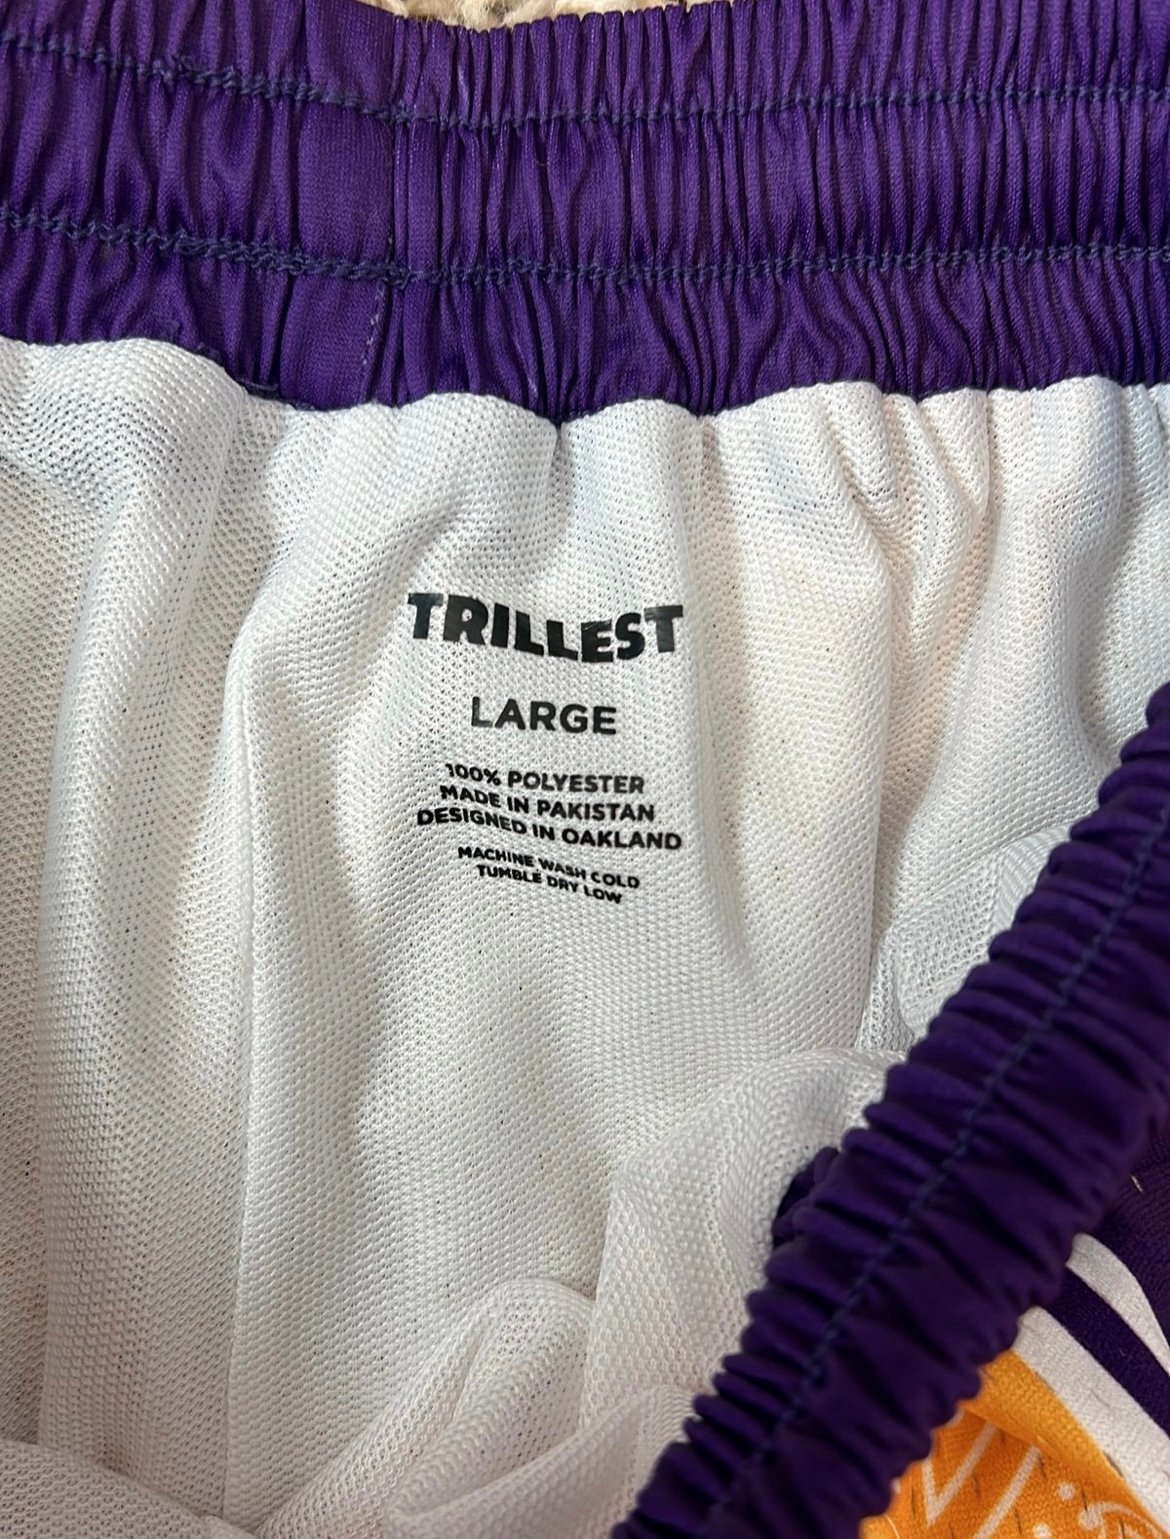 TRILLEST
LARGE
100% POLYESTER
MADE IN PAKISTAN
DESIGNED IN OAKLAND
MACHINE WASH COLD
TUMBLE DRY LOW